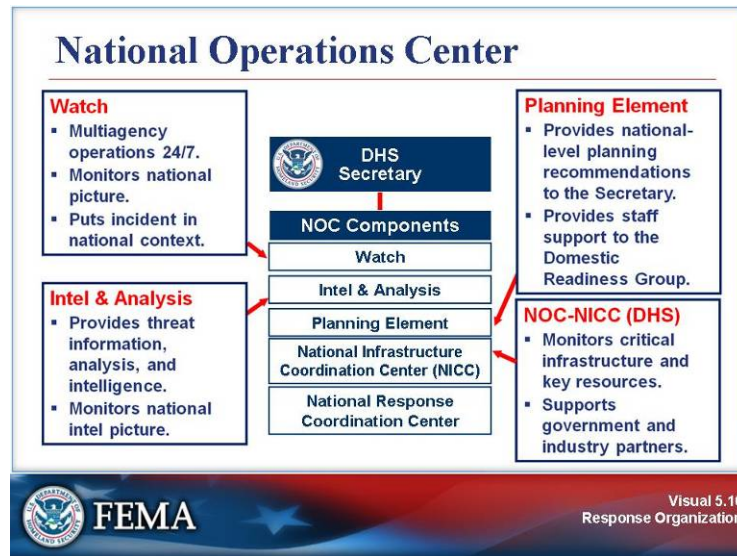 National Operations Center
Watch
▪ Multiagency
operations 24/7.
▪ Monitors national
picture.
▪ Puts incident in
national context.
Intel & Analysis
▪ Provides threat
information,
analysis, and
intelligence.
▪ Monitors national
intel picture.
DHS
Secretary
NOC Components
Watch
Intel & Analysis
Planning Element
National Infrastructure
Coordination Center (NICC)
National Response
Coordination Center
Planning Element
▪ Provides national-
level planning
recommendations
to the Secretary.
▪ Provides staff
support to the
Domestic
Readiness Group.
NOC-NICC (DHS)
▪ Monitors critical
infrastructure and
key resources.
▪ Supports
government and
industry partners.
FEMA
Visual 5.1
Response Organization